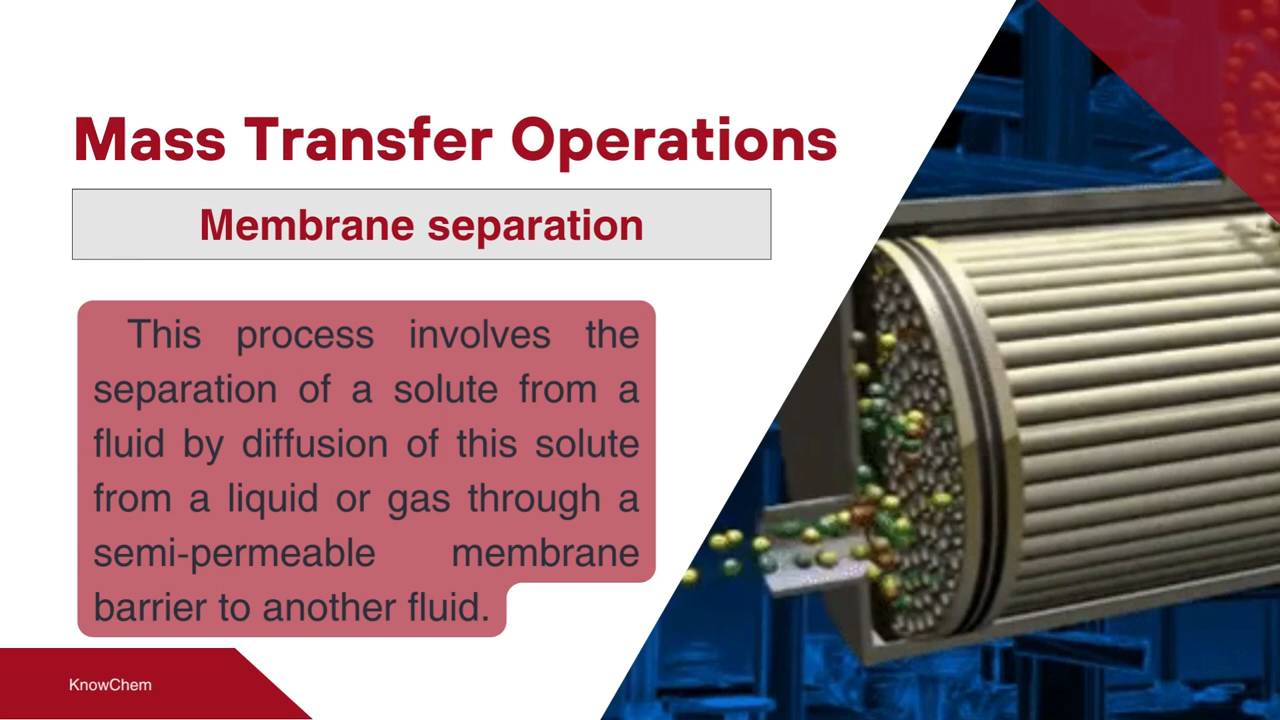 Mass Transfer Operations
Membrane separation
This process involves the
separation of a solute from a
fluid by diffusion of this solute
from a liquid or gas through a
semi-permeable membrane
barrier to another fluid.
KnowChem